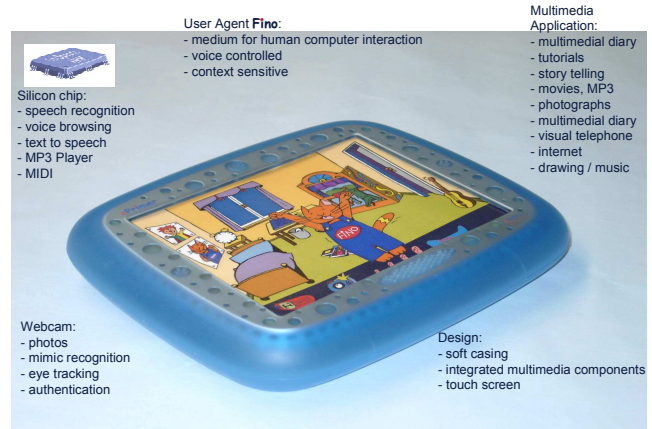 User Agent Fino:
- medium for human computer interaction
- voice controlled
- context sensitive
Multimedia
Application:
- multimedial diary
- tutorials
- story telling
- movies, MP3
- photographs
- multimedial diary
- visual telephone
- internet
- drawing / music
Silicon chip:
- speech recognition
- voice browsing
- text to speech
- MP3 Player
- MIDI
FINO
Webcam:
- photos
- mimic recognition
- eye tracking
- authentication
Design:
- soft casing
- integrated multimedia components
- touch screen